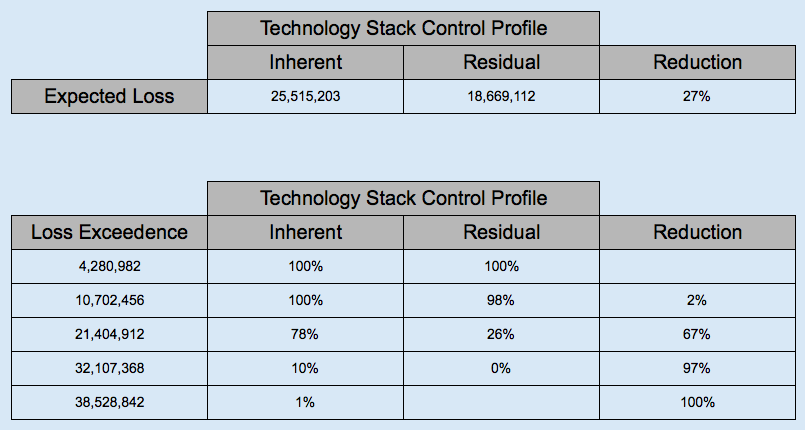 Technology Stack Control Profile
Inherent Residual Reduction
Expected Loss 25,515,203 18,669,112 27%
Technology Stack Control Profile
Loss Exceedence Inherent Residual Reduction
4,280,982 100% 100%
10,702,456 100% 98% 2%
21,404,912 78% 26% 67%
32,107,368 10% 0% 97%
38,528,842 1% 100%